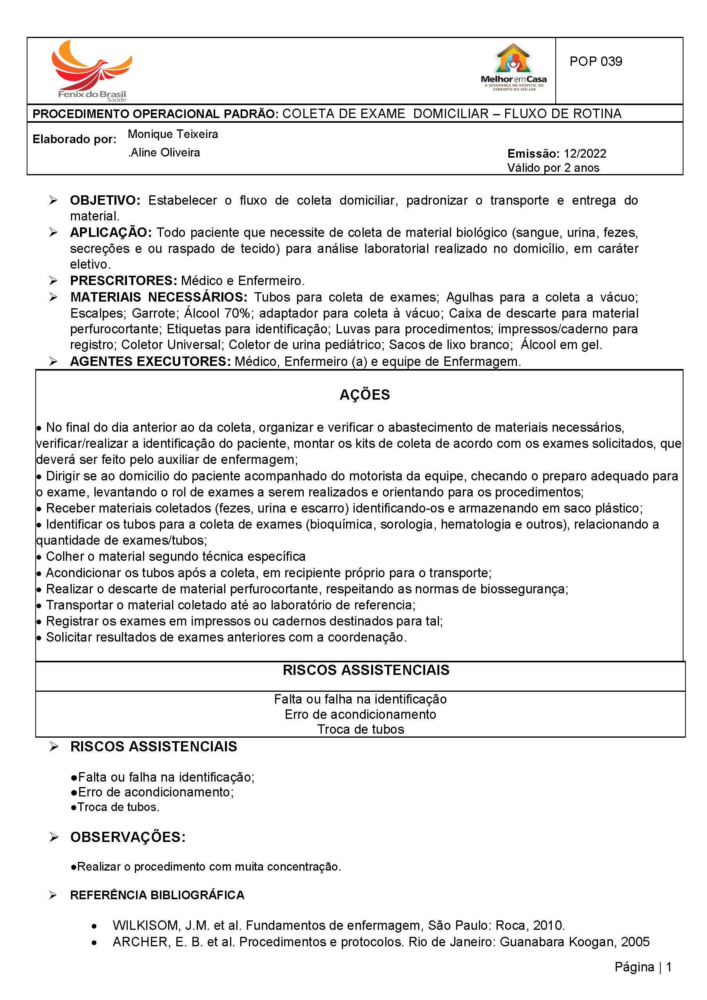 Fenix do Brasil
Saúde
Melhor em Casa
A SEGURANÇA DO HOSPITAL NO
CONFORTO DO SEU LAR
POP 039
PROCEDIMENTO OPERACIONAL PADRÃO: COLETA DE EXAME  DOMICILIAR – FLUXO DE ROTINA
Elaborado por:
Monique Teixeira
.Aline Oliveira
Emissão: 12/2022
Válido por 2 anos
➢ OBJETIVO: Estabelecer o fluxo de coleta domiciliar, padronizar o transporte e entrega do
material.
➢ APLICAÇÃO: Todo paciente que necessite de coleta de material biológico (sangue, urina, fezes,
secreções e ou raspado de tecido) para análise laboratorial realizado no domicílio, em caráter
eletivo.
➢ PRESCRITORES: Médico e Enfermeiro.
➢ MATERIAIS NECESSÁRIOS: Tubos para coleta de exames; Agulhas para a coleta a vácuo;
Escalpes; Garrote; Álcool 70%; adaptador para coleta à vácuo; Caixa de descarte para material
perfurocortante; Etiquetas para identificação; Luvas para procedimentos; impressos/caderno para
registro; Coletor Universal; Coletor de urina pediátrico; Sacos de lixo branco;  Álcool em gel.
➢ AGENTES EXECUTORES: Médico, Enfermeiro (a) e equipe de Enfermagem.
AÇÕES
• No final do dia anterior ao da coleta, organizar e verificar o abastecimento de materiais necessários,
verificar/realizar a identificação do paciente, montar os kits de coleta de acordo com os exames solicitados, que
deverá ser feito pelo auxiliar de enfermagem;
• Dirigir se ao domicilio do paciente acompanhado do motorista da equipe, checando o preparo adequado para
o exame, levantando o rol de exames a serem realizados e orientando para os procedimentos;
• Receber materiais coletados (fezes, urina e escarro) identificando-os e armazenando em saco plástico;
• Identificar os tubos para a coleta de exames (bioquímica, sorologia, hematologia e outros), relacionando a
quantidade de exames/tubos;
• Colher o material segundo técnica específica
• Acondicionar os tubos após a coleta, em recipiente próprio para o transporte;
• Realizar o descarte de material perfurocortante, respeitando as normas de biossegurança;
• Transportar o material coletado até ao laboratório de referencia;
• Registrar os exames em impressos ou cadernos destinados para tal;
• Solicitar resultados de exames anteriores com a coordenação.
RISCOS ASSISTENCIAIS
Falta ou falha na identificação
Erro de acondicionamento
Troca de tubos
➢ RISCOS ASSISTENCIAIS
●Falta ou falha na identificação;
●Erro de acondicionamento;
●Troca de tubos.
➢ OBSERVAÇÕES:
●Realizar o procedimento com muita concentração.
➢ REFERÊNCIA BIBLIOGRÁFICA
• WILKISOM, J.M. et al. Fundamentos de enfermagem, São Paulo: Roca, 2010.
• ARCHER, E. B. et al. Procedimentos e protocolos. Rio de Janeiro: Guanabara Koogan, 2005
Página | 1